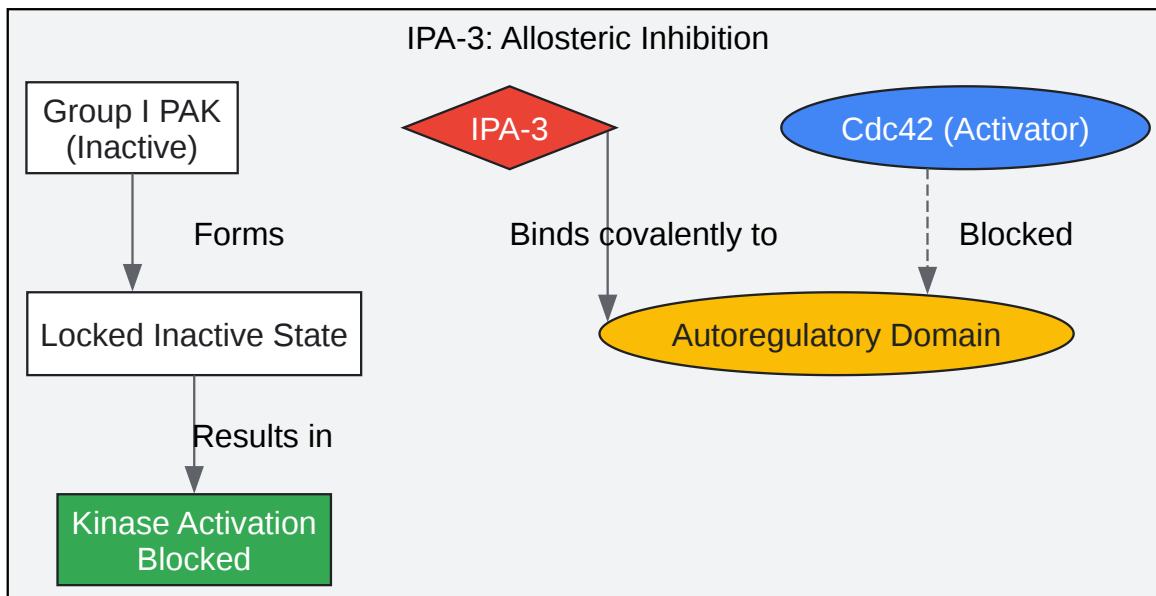 IPA-3: Allosteric Inhibition
Group I PAK
(Inactive)
IPA-3
Cdc42 (Activator)
Forms
Binds covalently to
Blocked
Locked Inactive State
Autoregulatory Domain
Results in
Kinase Activation
Blocked